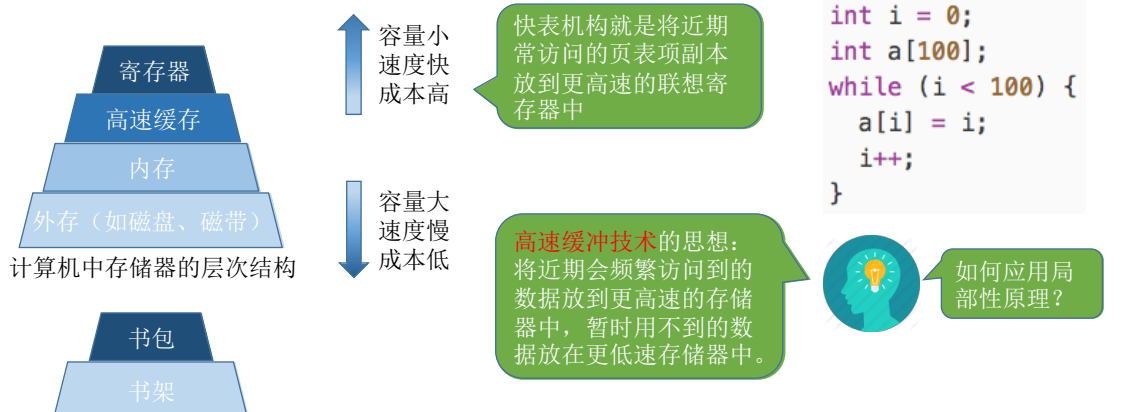 寄存器
高速缓存
内存
外存（如磁盘、磁带）
计算机中存储器的层次结构
书包
书架
容量小
速度快
成本高
容量大
速度慢
成本低
快表机构就是将近期
常访问的页表项副本
放到更高速的联想寄
存器中
高速缓冲技术的思想：
将近期会频繁访问到的
数据放到更高速的存储
器中，暂时用不到的数
据放在更低速存储器中。
int i = 0;
int a[100];
while (i < 100) {
  a[i] = i;
  i++;
}
如何应用局
部性原理？